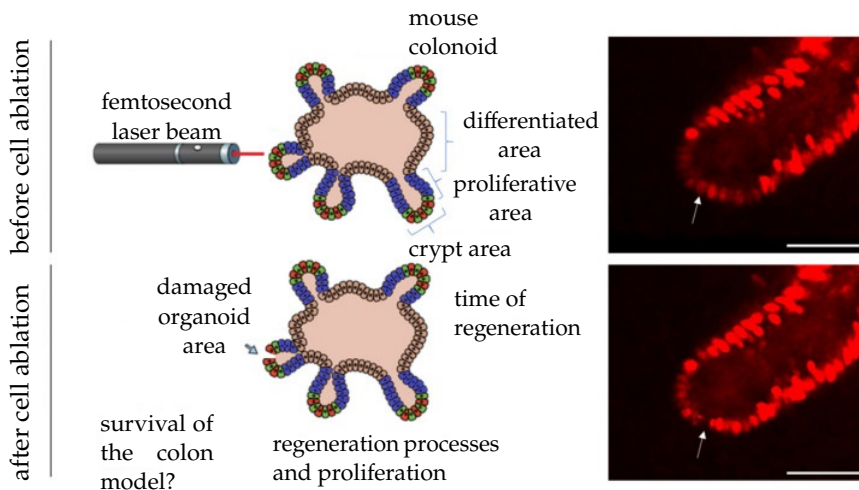 before cell ablation
mouse
colonoid
femtosecond
laser beam
differentiated
area
proliferative
area
crypt area
after cell ablation
damaged
organoid
area
time of
regeneration
survival of
the colon
model?
regeneration processes
and proliferation